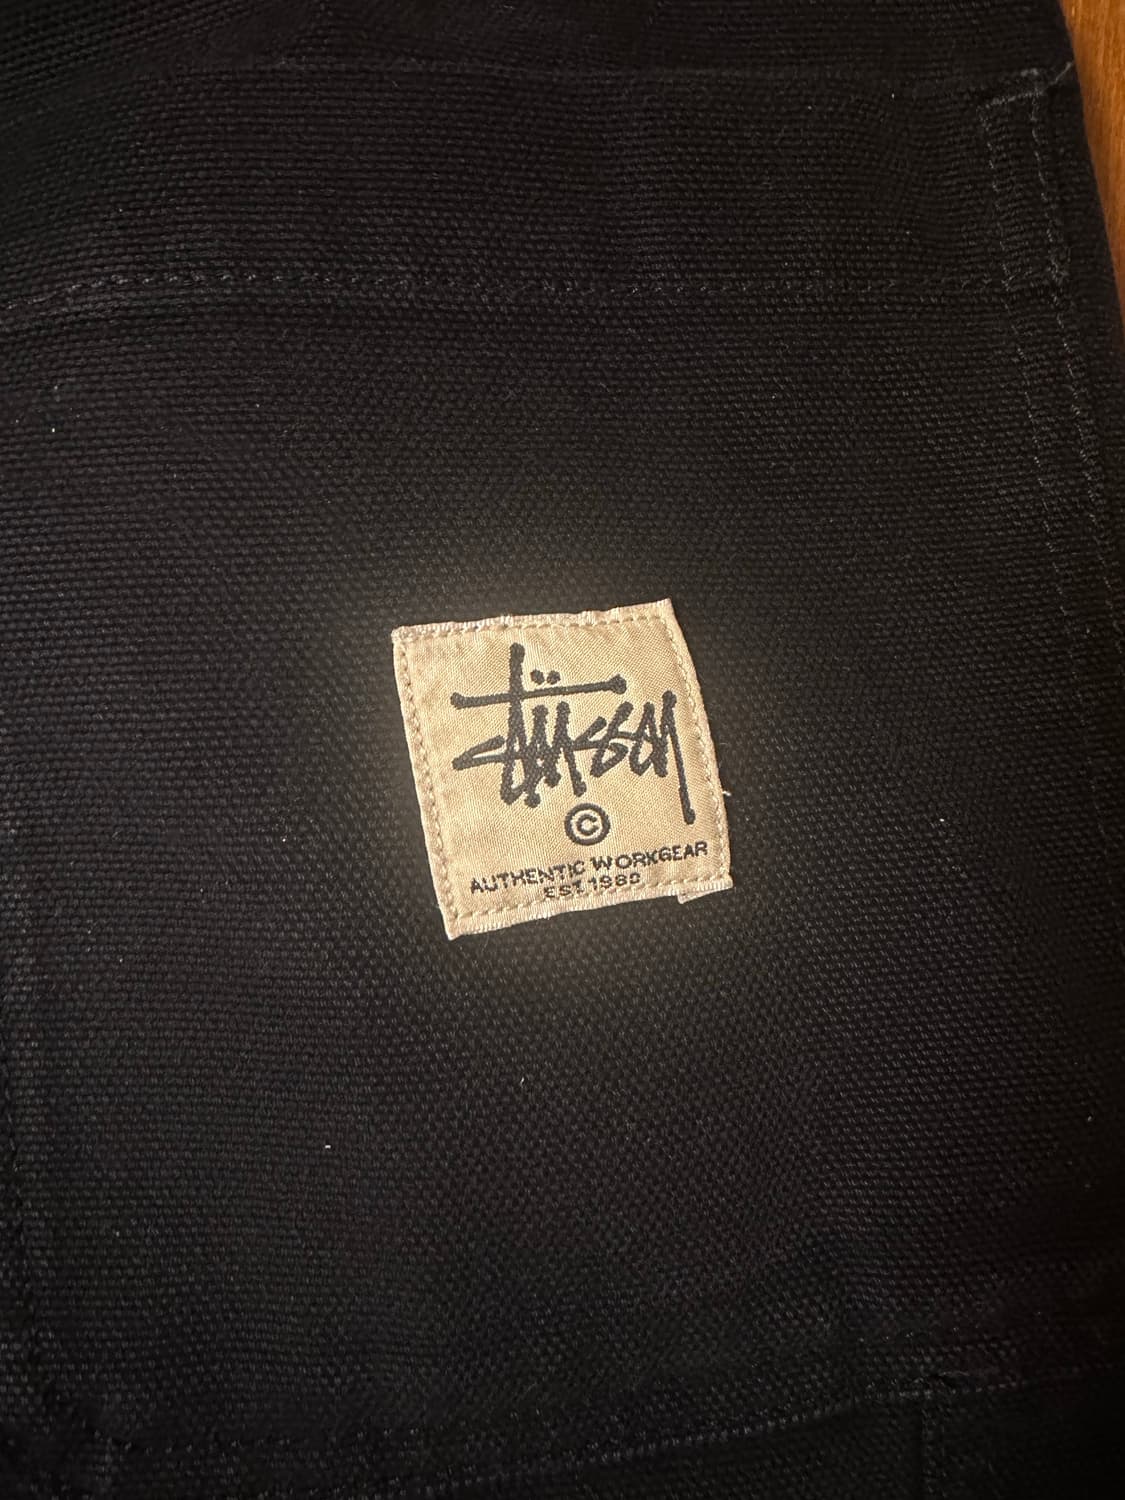 Stüssy
©
AUTHENTIC WORKGEAR
EST. 1980